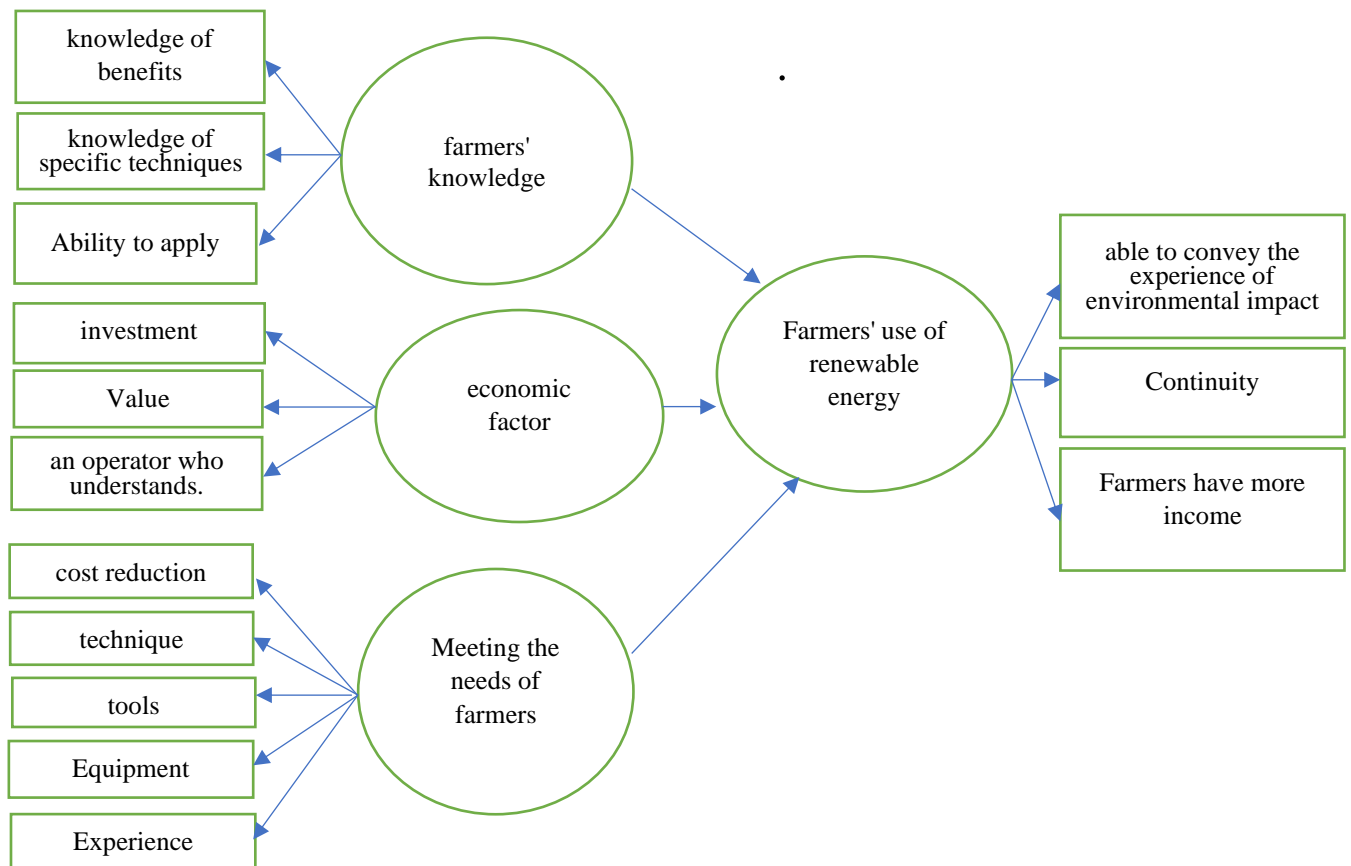 knowledge of
benefits
knowledge of
specific techniques
Ability to apply
investment
Value
an operator who
understands.
cost reduction
technique
tools
Equipment
Experience
farmers'
knowledge
economic
factor
Meeting the
needs of
farmers
.
Farmers' use of
renewable
energy
able to convey the
experience of
environmental impact
Continuity
Farmers have more
income